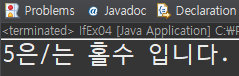 Problems @ Javadoc Declaration
<terminated> IfEx04 [Java Application] C:₩P
5은/는 홀수 입니다.